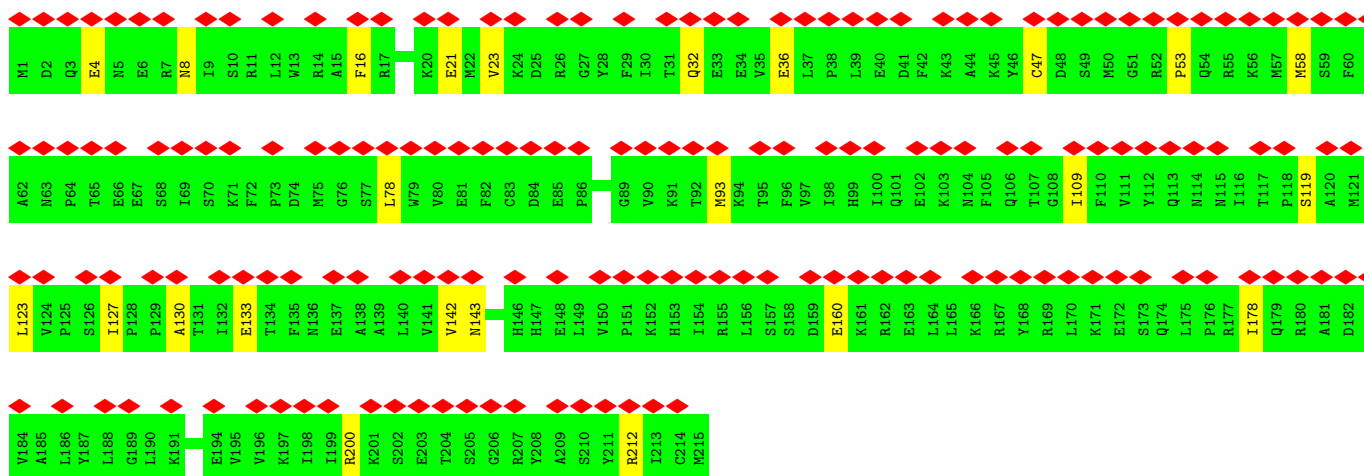 M1 D2 Q3 E4 N5 E6 R7 N8 I9 S10 R11 L12 W13 R14 A15 F16 R17 K20 E21 M22 V23 K24 D25 R26 G27 Y28 F29 I30 T31 Q32 E33 E34 V35 E36 L37 P38 L39 E40 D41 F42 K43 A44 K45 Y46 C47 D48 S49 M50 G51 R52 P53 Q54 R55 K56 M57 M58 S59 F60
A62 N63 P64 T65 E66 E67 S68 I69 S70 K71 F72 P73 D74 M75 G76 S77 L78 W79 V80 E81 F82 C83 D84 E85 P86 G89 V90 K91 T92 M93 K94 T95 F96 V97 I98 H99 I100 Q101 E102 K103 N104 F105 Q106 T107 G108 I109 F110 V111 Y112 Q113 N114 N115 I116 T117 P118 S119 A120 M121
L123 V124 P125 S126 I127 P128 P129 A130 T131 I132 E133 T134 F135 N136 E137 A138 A139 L140 V141 V142 N143 H146 H147 E148 L149 V150 P151 K152 H153 I154 R155 L156 S157 S158 D159 E160 K161 R162 E163 L164 L165 K166 R167 Y168 R169 L170 K171 E172 S173 Q174 L175 P176 R177 I178 Q179 R180 A181 D182
V184 A185 L186 Y187 L188 G189 L190 K191 E194 V195 V196 K197 I198 I199 R200 K201 S202 E203 T204 S205 G206 R207 Y208 A209 S210 Y211 R212 I213 C214 M215